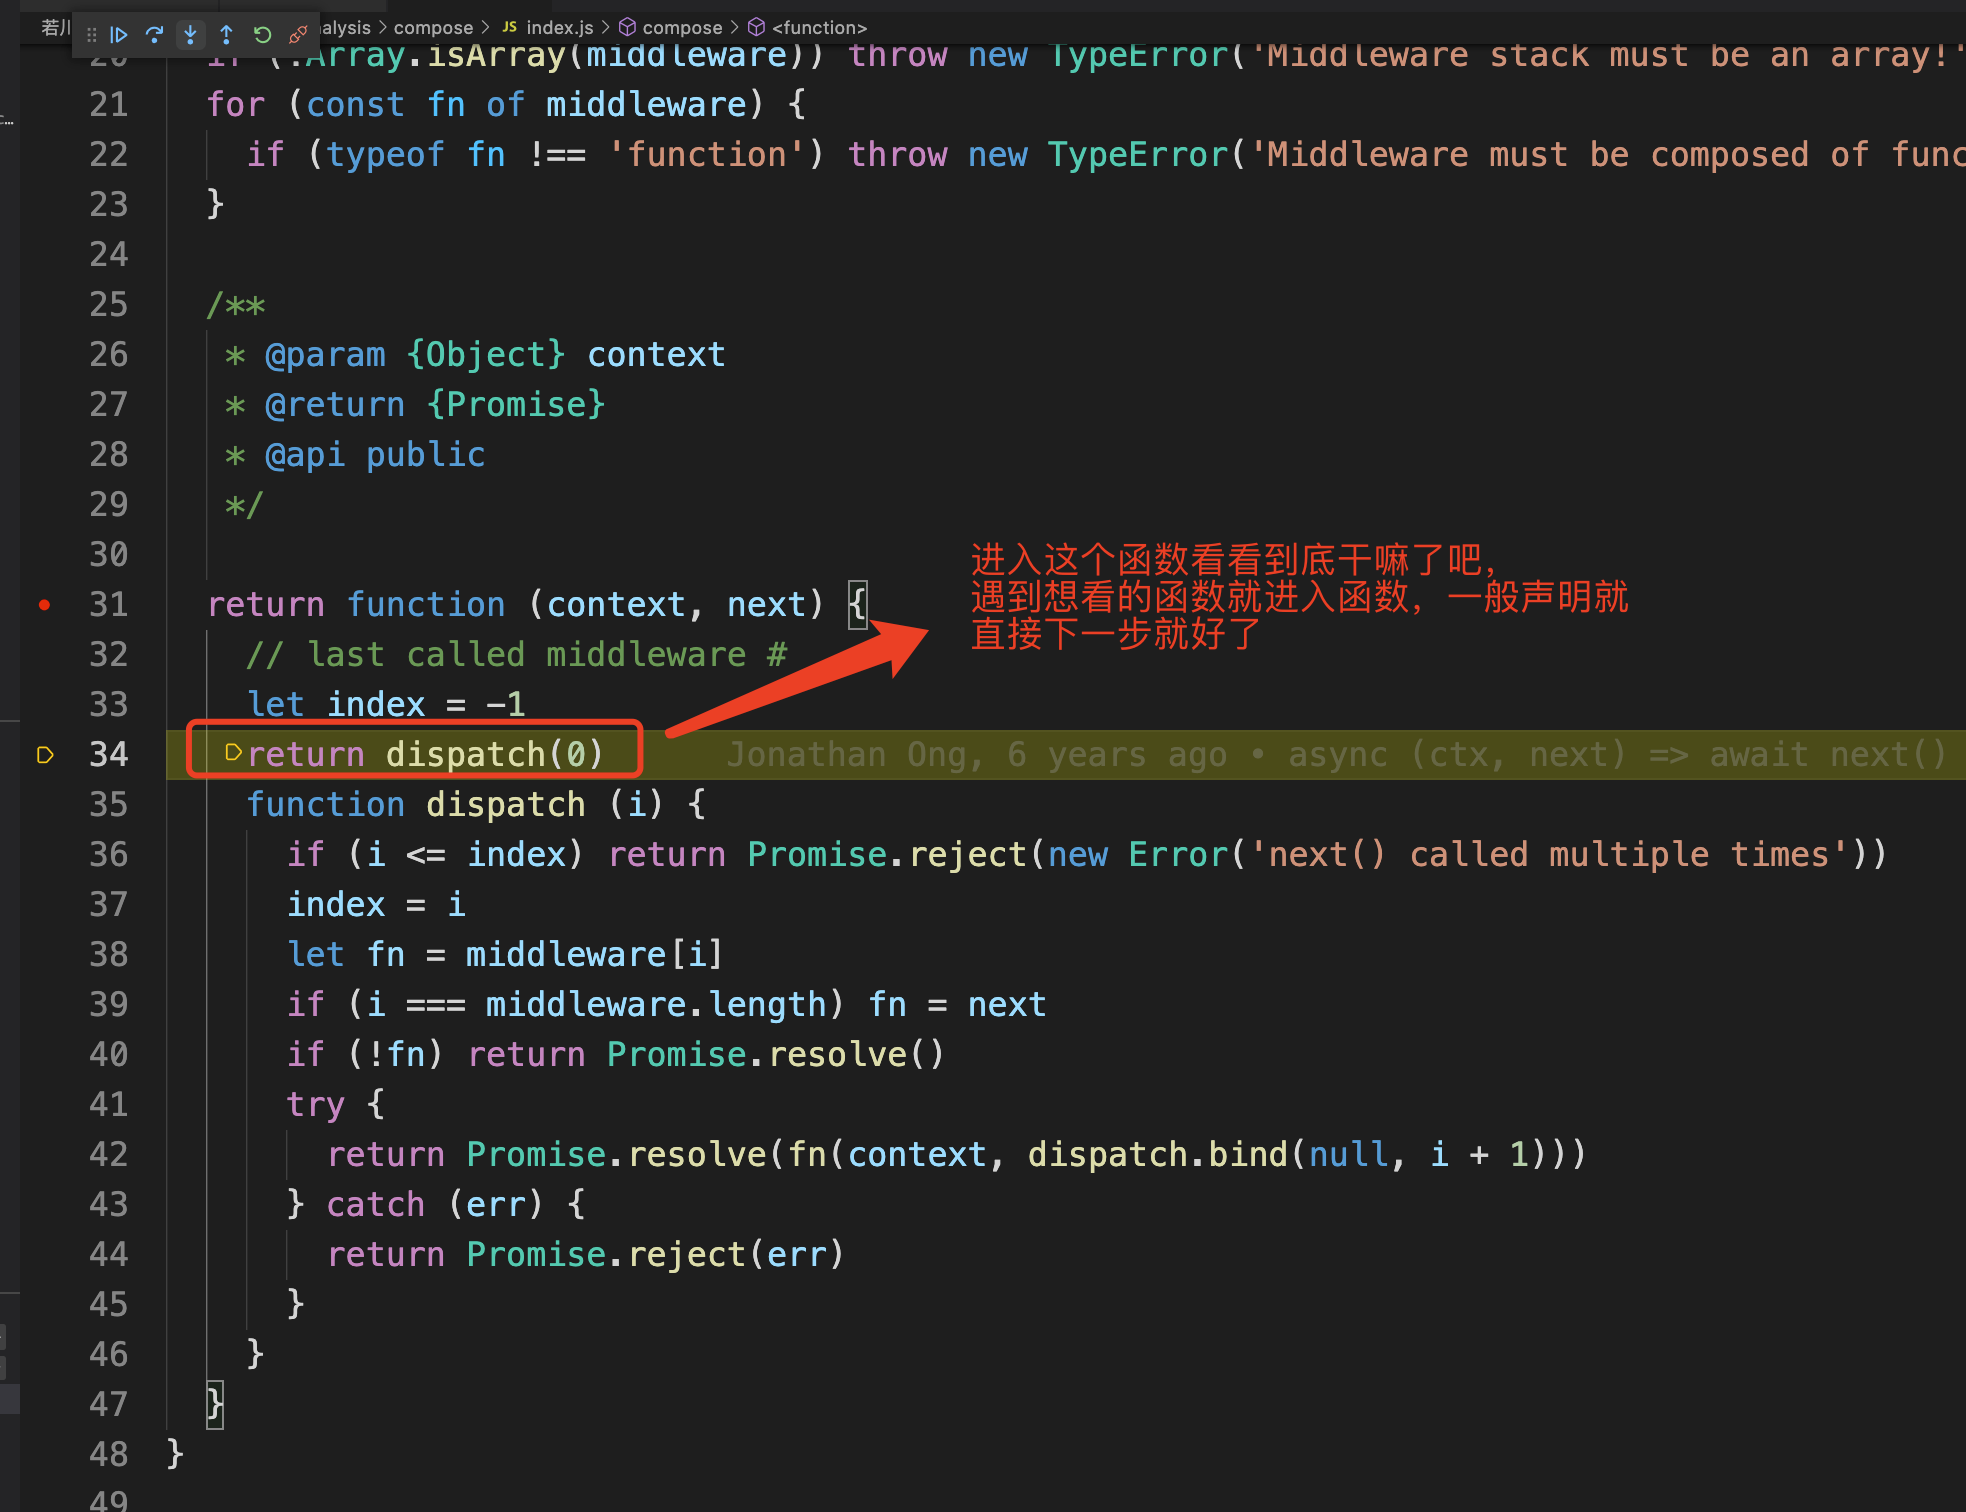 若川
alysis > compose > JS index.js > compose > <function>
20 if (!Array.isArray(middleware)) throw new TypeError('Middleware stack must be an array!'
21 for (const fn of middleware) {
22 if (typeof fn !== 'function') throw new TypeError('Middleware must be composed of func
23 }
24
25 /**
26 * @param {Object} context
27 * @return {Promise}
28 * @api public
29 */
30
进入这个函数看看到底干嘛了吧，
遇到想看的函数就进入函数，一般声明就
直接下一步就好了
31 return function (context, next) {
32 // last called middleware #
33 let index = -1
34 return dispatch(0) Jonathan Ong, 6 years ago • async (ctx, next) => await next()
35 function dispatch (i) {
36 if (i <= index) return Promise.reject(new Error('next() called multiple times'))
37 index = i
38 let fn = middleware[i]
39 if (i === middleware.length) fn = next
40 if (!fn) return Promise.resolve()
41 try {
42 return Promise.resolve(fn(context, dispatch.bind(null, i + 1)))
43 } catch (err) {
44 return Promise.reject(err)
45 }
46 }
47 }
48 }
49